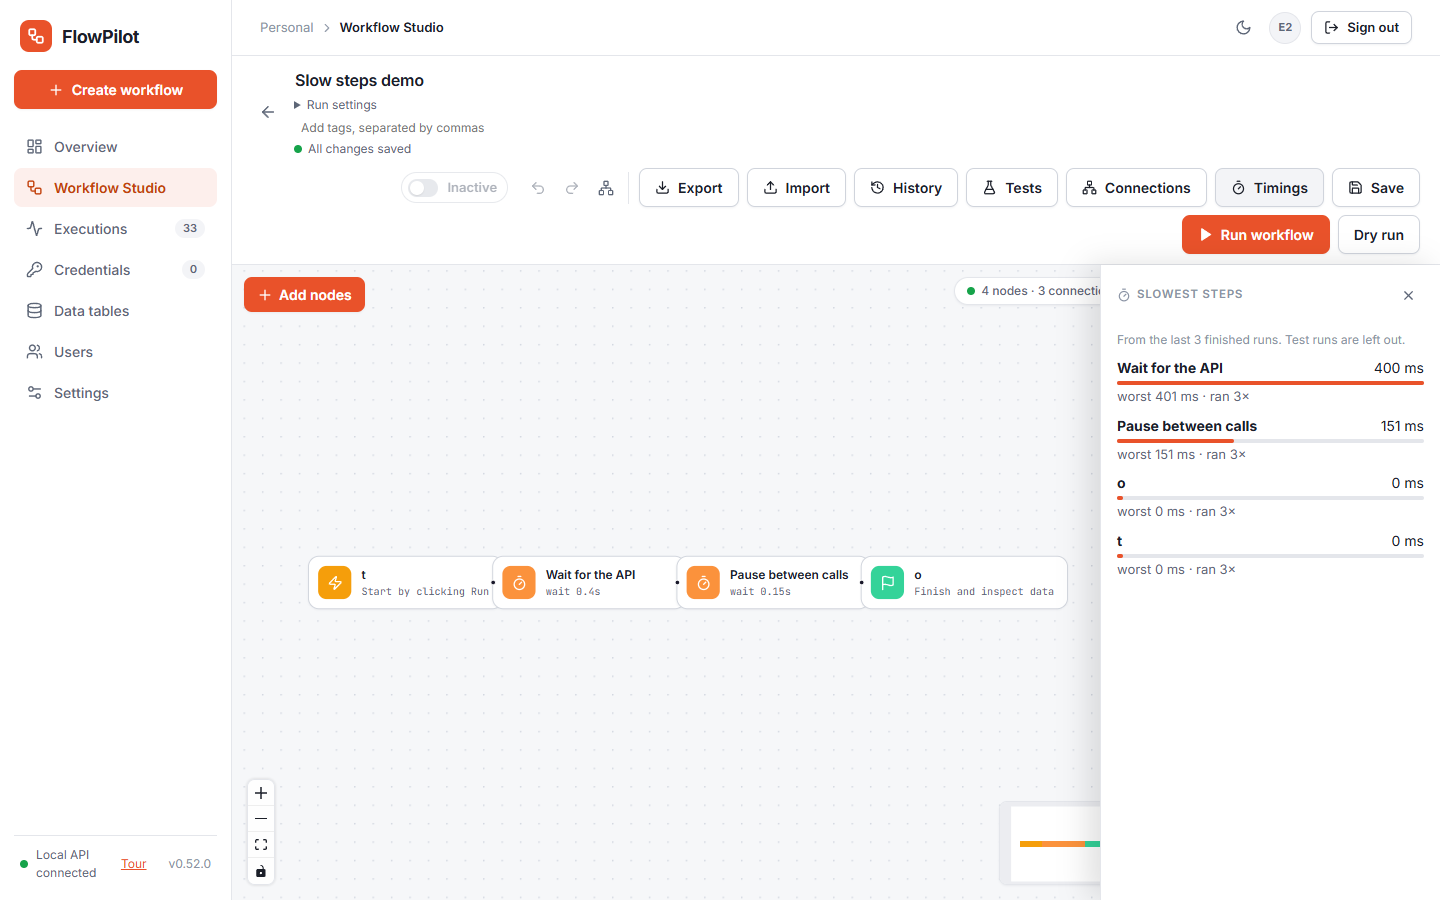 FlowPilot
Create workflow
Overview
Workflow Studio
Executions 33
Credentials 0
Data tables
Users
Settings
Local API connected
Tour
v0.52.0
Personal > Workflow Studio
E2
Sign out
Slow steps demo
Run settings
Add tags, separated by commas
All changes saved
Inactive
Export
Import
History
Tests
Connections
Timings
Save
Run workflow
Dry run
Add nodes
4 nodes · 3 connectio
t
Start by clicking Run
Wait for the API
wait 0.4s
Pause between calls
wait 0.15s
o
Finish and inspect data
SLOWEST STEPS
From the last 3 finished runs. Test runs are left out.
Wait for the API 400 ms
worst 401 ms · ran 3×
Pause between calls 151 ms
worst 151 ms · ran 3×
o 0 ms
worst 0 ms · ran 3×
t 0 ms
worst 0 ms · ran 3×